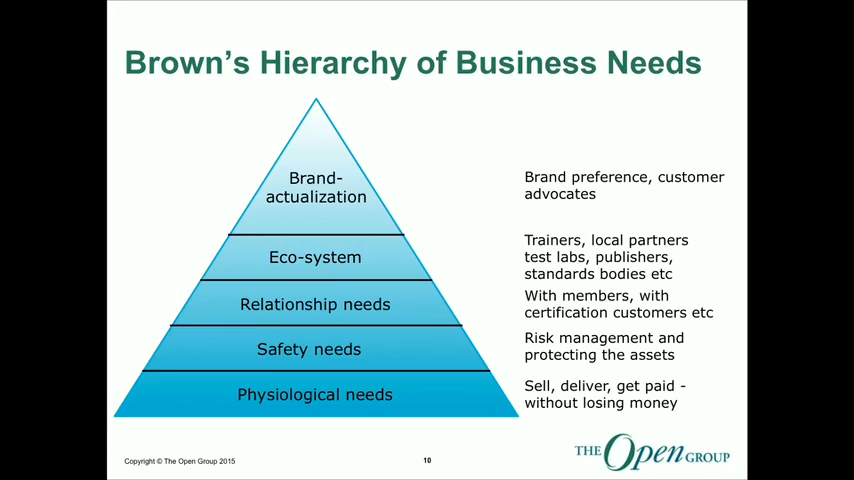 Brown's Hierarchy of Business Needs
Brand-
actualization
Brand preference, customer
advocates
Eco-system
Trainers, local partners
test labs, publishers,
standards bodies etc
Relationship needs
With members, with
certification customers etc
Safety needs
Risk management and
protecting the assets
Physiological needs
Sell, deliver, get paid -
without losing money
Copyright © The Open Group 2015
10
THE Open GROUP